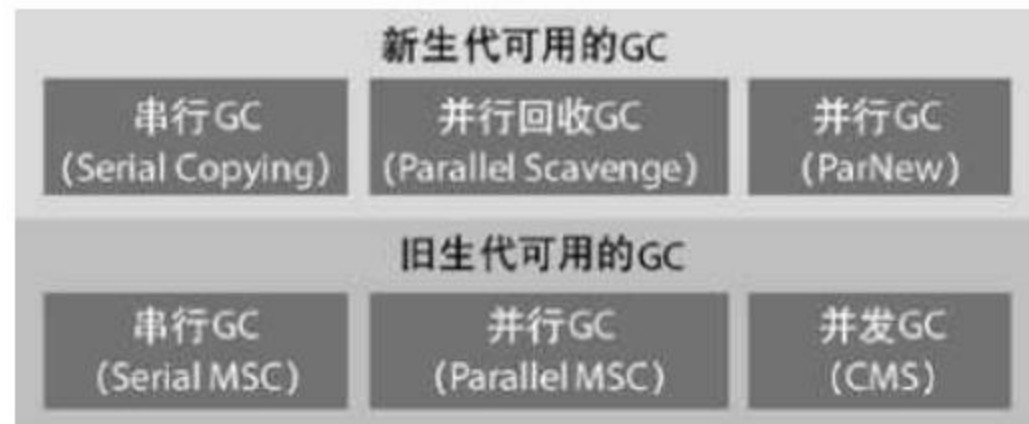 新生代可用的GC
串行GC
(Serial Copying)
并行回收GC
(Parallel Scavenge)
并行GC
(ParNew)
旧生代可用的GC
串行GC
(Serial MSC)
并行GC
(Parallel MSC)
并发GC
(CMS)